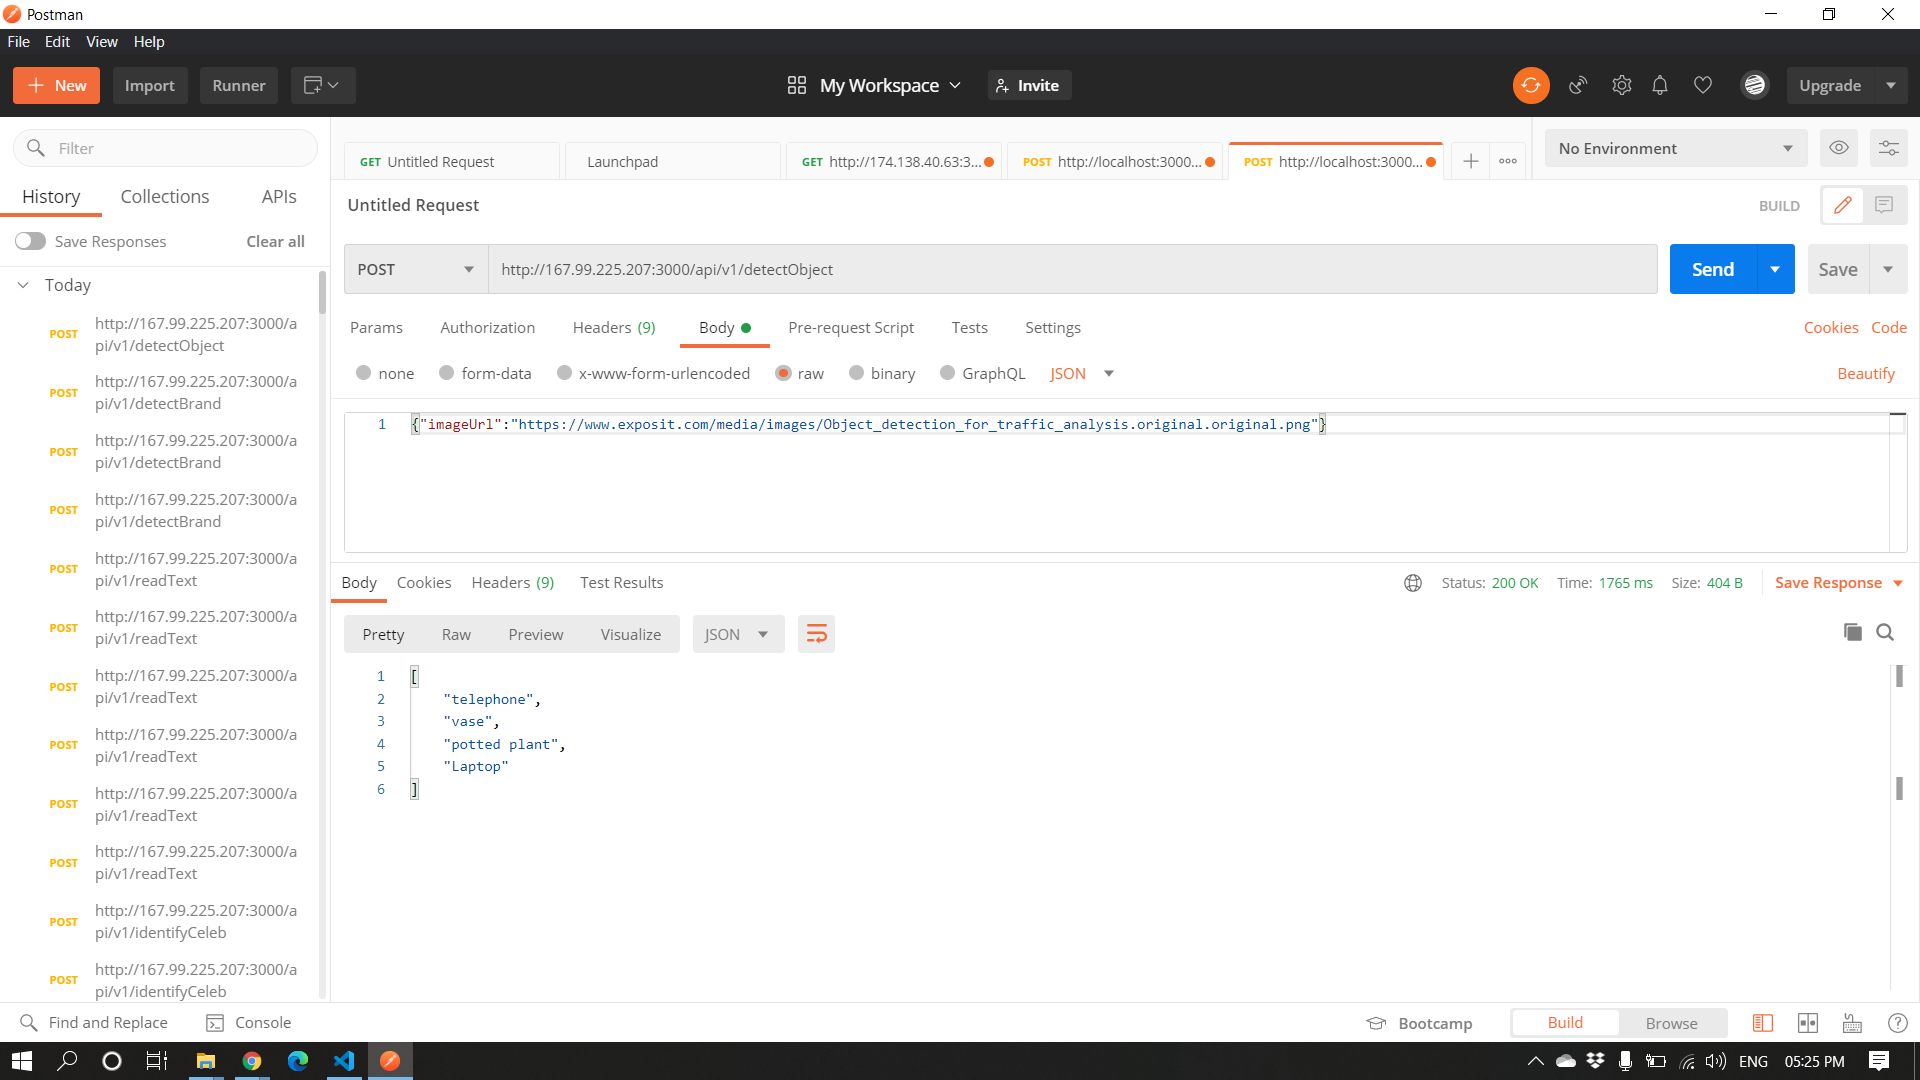 Postman
File Edit View Help
New Import Runner My Workspace Invite Upgrade
Filter
History Collections APIs
Save Responses Clear all
Today
POST http://167.99.225.207:3000/a
pi/v1/detectObject
POST http://167.99.225.207:3000/a
pi/v1/detectBrand
POST http://167.99.225.207:3000/a
pi/v1/detectBrand
POST http://167.99.225.207:3000/a
pi/v1/detectBrand
POST http://167.99.225.207:3000/a
pi/v1/readText
POST http://167.99.225.207:3000/a
pi/v1/readText
POST http://167.99.225.207:3000/a
pi/v1/readText
POST http://167.99.225.207:3000/a
pi/v1/readText
POST http://167.99.225.207:3000/a
pi/v1/readText
POST http://167.99.225.207:3000/a
pi/v1/readText
POST http://167.99.225.207:3000/a
pi/v1/identifyCeleb
POST http://167.99.225.207:3000/a
pi/v1/identifyCeleb
GET Untitled Request Launchpad GET http://174.138.40.63:3... POST http://localhost:3000... POST http://localhost:3000... No Environment
Untitled Request BUILD
POST http://167.99.225.207:3000/api/v1/detectObject Send Save
Params Authorization Headers (9) Body Pre-request Script Tests Settings Cookies Code
none form-data x-www-form-urlencoded raw binary GraphQL JSON Beautify
1 {"imageUrl":"https://www.exposit.com/media/images/Object_detection_for_traffic_analysis.original.original.png"}
Body Cookies Headers (9) Test Results Status: 200 OK Time: 1765 ms Size: 404 B Save Response
Pretty Raw Preview Visualize JSON
1 [
2 "telephone",
3 "vase",
4 "potted plant",
5 "Laptop"
6 ]
Find and Replace Console Bootcamp Build Browse
ENG 05:25 PM